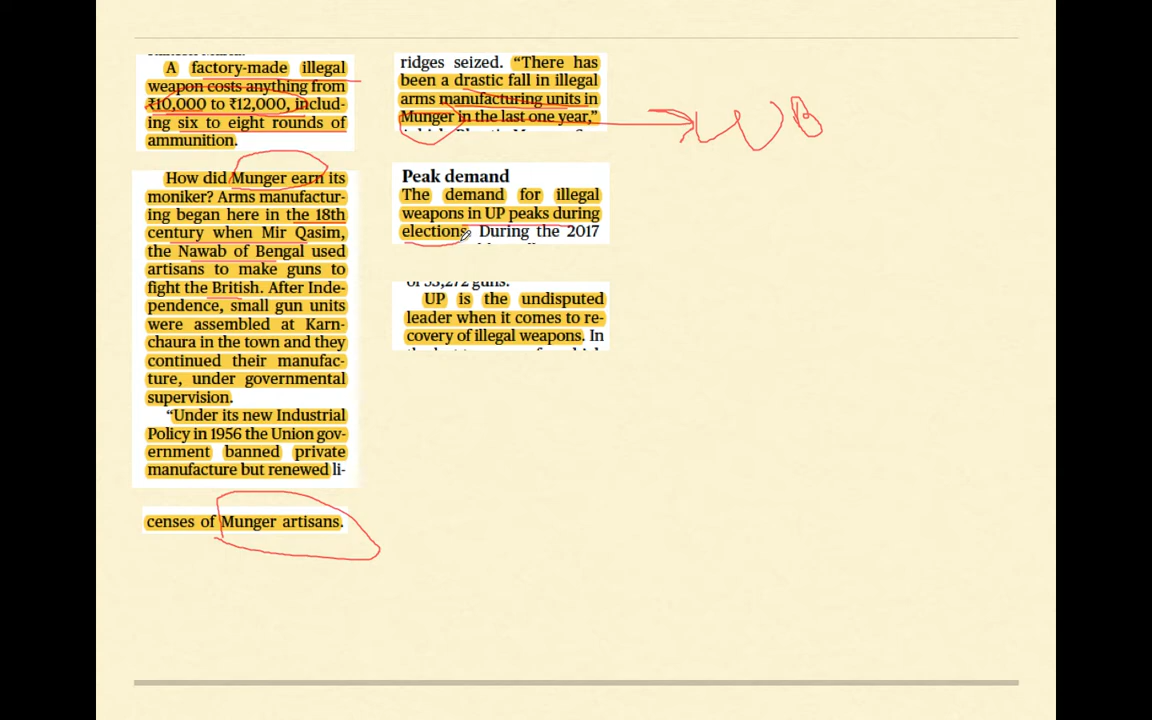 A factory-made illegal
weapon costs anything from
₹10,000 to ₹12,000, includ-
ing six to eight rounds of
ammunition.
How did Munger earn its
moniker? Arms manufactur-
ing began here in the 18th
century when Mir Qasim,
the Nawab of Bengal used
artisans to make guns to
fight the British. After Inde-
pendence, small gun units
were assembled at Karn-
chaura in the town and they
continued their manufac-
ture, under governmental
supervision.
“Under its new Industrial
Policy in 1956 the Union gov-
ernment banned private
manufacture but renewed li-
censes of Munger artisans.
ridges seized. “There has
been a drastic fall in illegal
arms manufacturing units in
Munger in the last one year,”
WB
Peak demand
The demand for illegal
weapons in UP peaks during
elections. During the 2017
UP is the undisputed
leader when it comes to re-
covery of illegal weapons. In